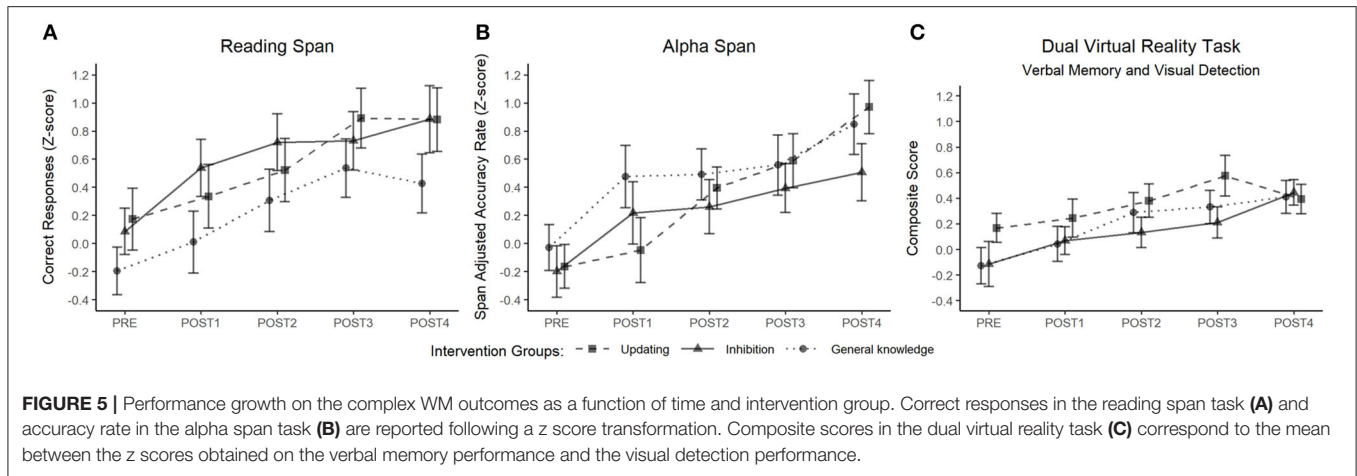 A
Reading Span
Correct Responses (Z-score)
1.2
1.0
0.8
0.6
0.4
0.2
0.0
-0.2
-0.4
PRE POST1 POST2 POST3 POST4
B
Alpha Span
Span Adjusted Accuracy Rate (Z-score)
1.2
1.0
0.8
0.6
0.4
0.2
0.0
-0.2
-0.4
PRE POST1 POST2 POST3 POST4
C
Dual Virtual Reality Task
Verbal Memory and Visual Detection
Composite Score
1.2
1.0
0.8
0.6
0.4
0.2
0.0
-0.2
-0.4
PRE POST1 POST2 POST3 POST4
Intervention Groups: Updating Inhibition General knowledge
FIGURE 5 | Performance growth on the complex WM outcomes as a function of time and intervention group. Correct responses in the reading span task (A) and
accuracy rate in the alpha span task (B) are reported following a z score transformation. Composite scores in the dual virtual reality task (C) correspond to the mean
between the z scores obtained on the verbal memory performance and the visual detection performance.